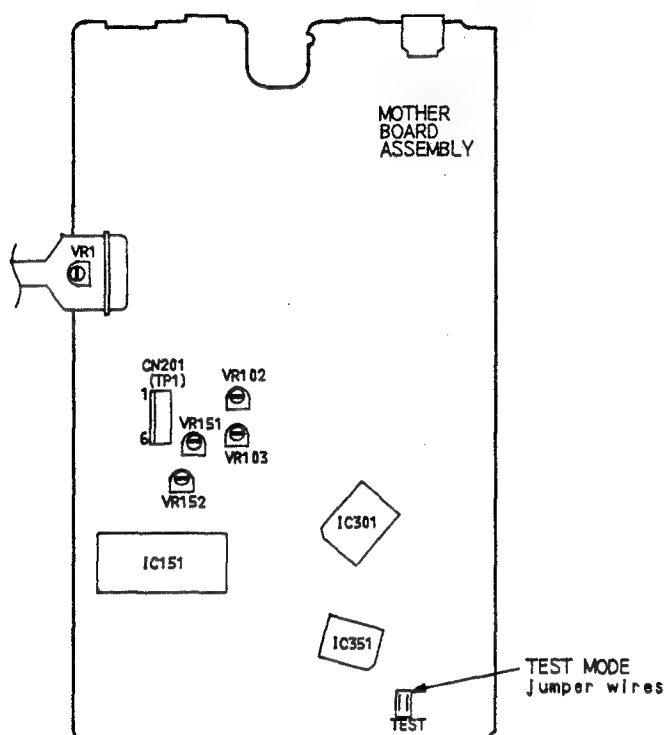 MOTHER
BOARD
ASSEMBLY
VR1
CN201
(TP1)
1
6
VR102
VR151
VR103
VR152
IC301
IC151
IC351
TEST MODE
jumper wires
TEST